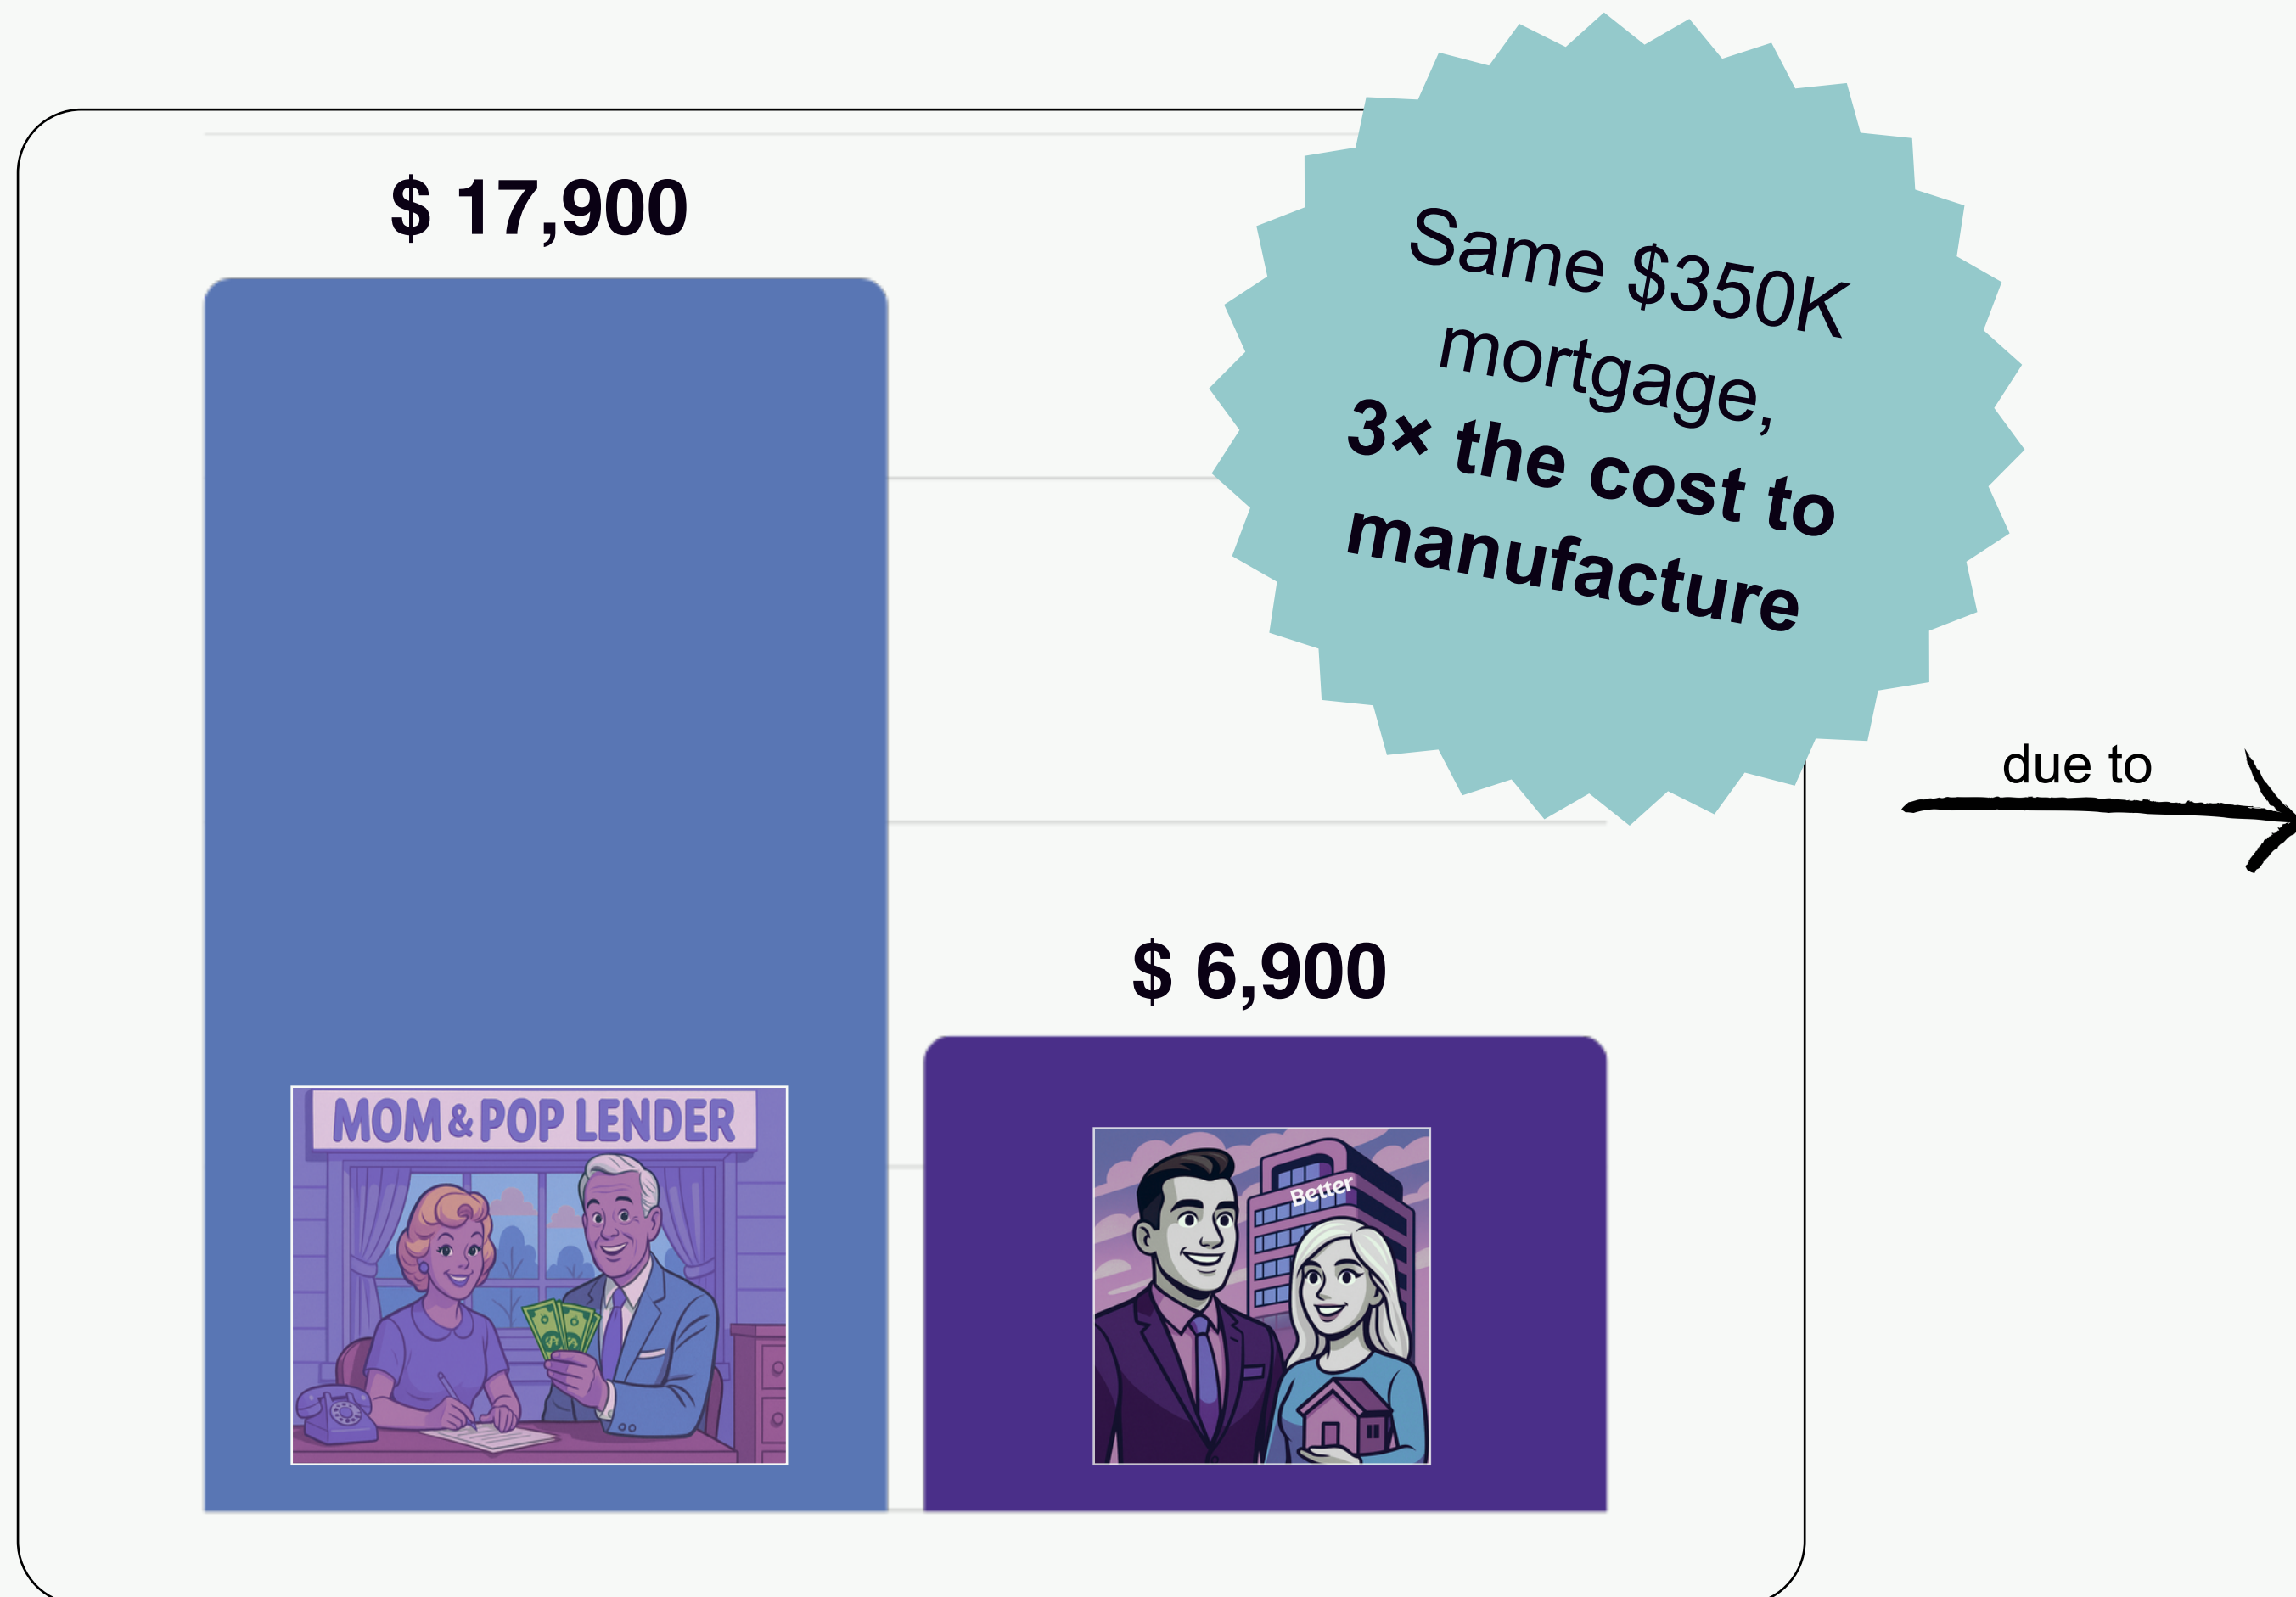 $ 17,900
Same $350K
mortgage,
3× the cost to
manufacture
due to
$ 6,900
MOM & POP LENDER
Better